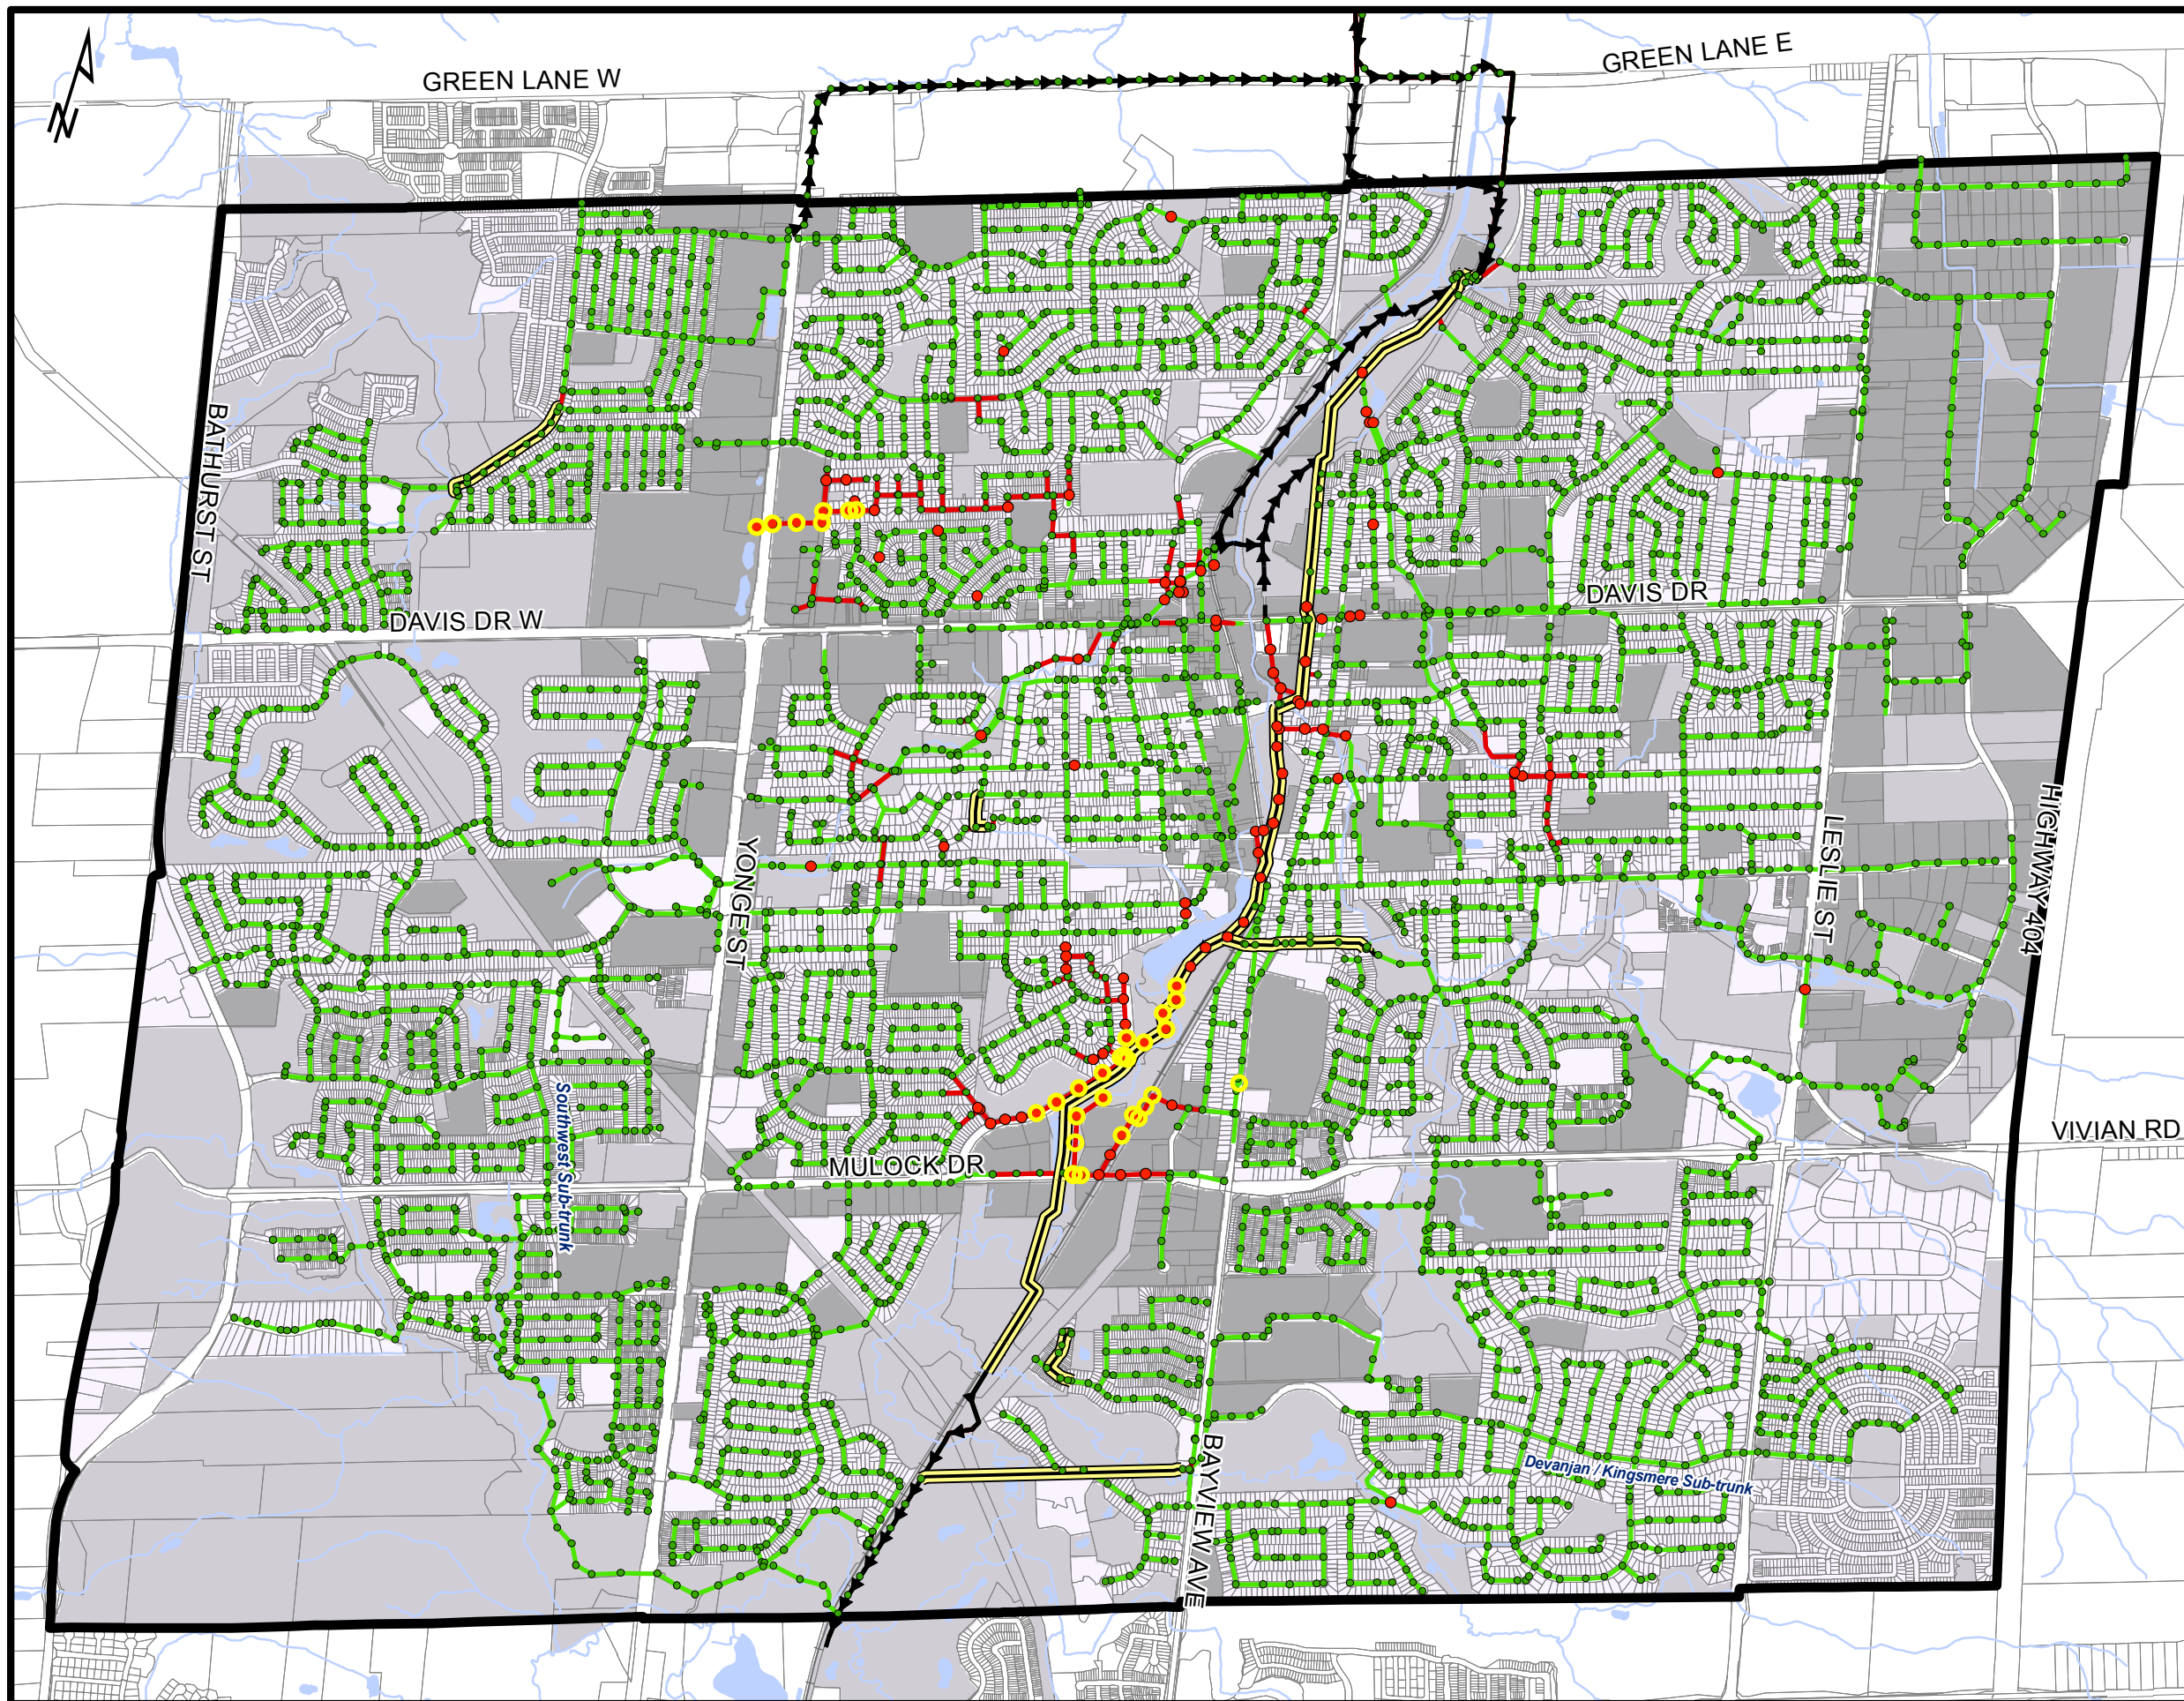 GREEN LANE W
GREEN LANE E
N
BATHURST ST
DAVIS DR W
DAVIS DR
YONGE ST
LESLIE ST
HIGHWAY 404
Southwest Sub-trunk
MULOCK DR
VIVIAN RD
BAYVIEW AVE
Devanjan / Kingsmere Sub-trunk